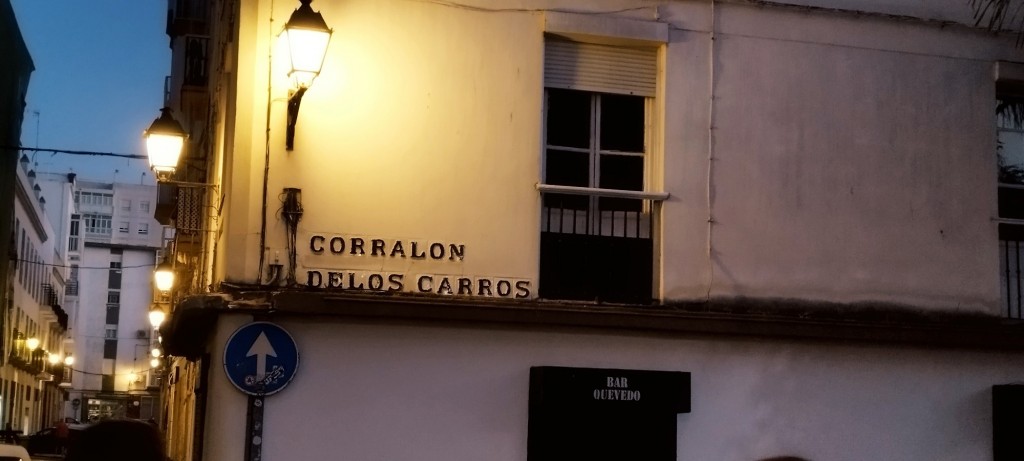 CORRALON
DELOS CARROS
BAR
QUEVEDO